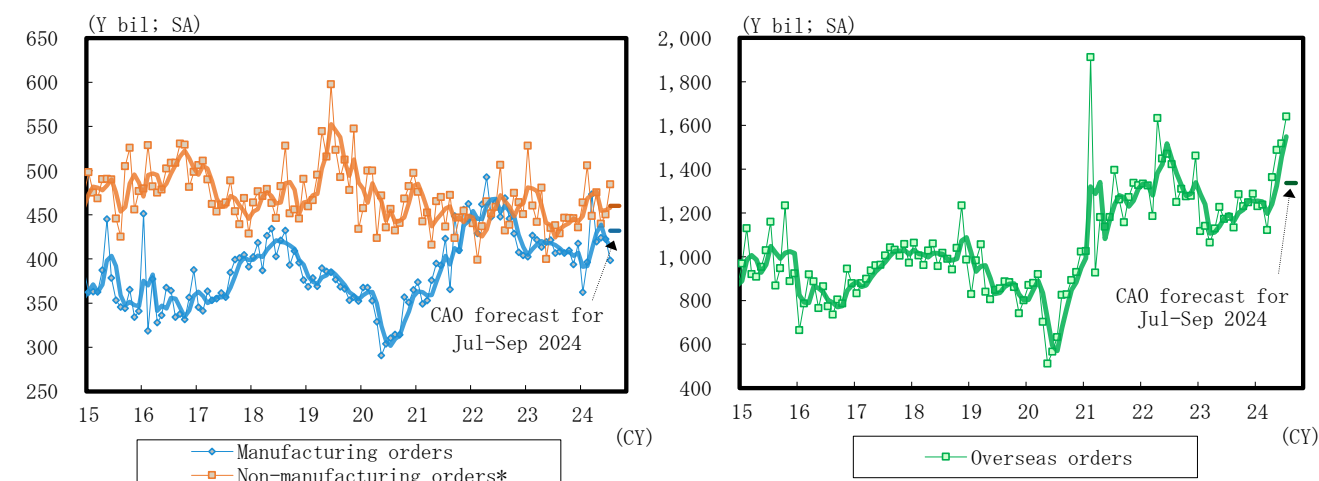 (Y bil; SA)
650
600
550
500
450
400
350
300
250
15 16 17 18 19 20 21 22 23 24
(CY)
CAO forecast for
Jul-Sep 2024
Manufacturing orders
Non-manufacturing orders*
(Y bil; SA)
2,000
1,800
1,600
1,400
1,200
1,000
800
600
400
15 16 17 18 19 20 21 22 23 24
(CY)
CAO forecast for
Jul-Sep 2024
Overseas orders